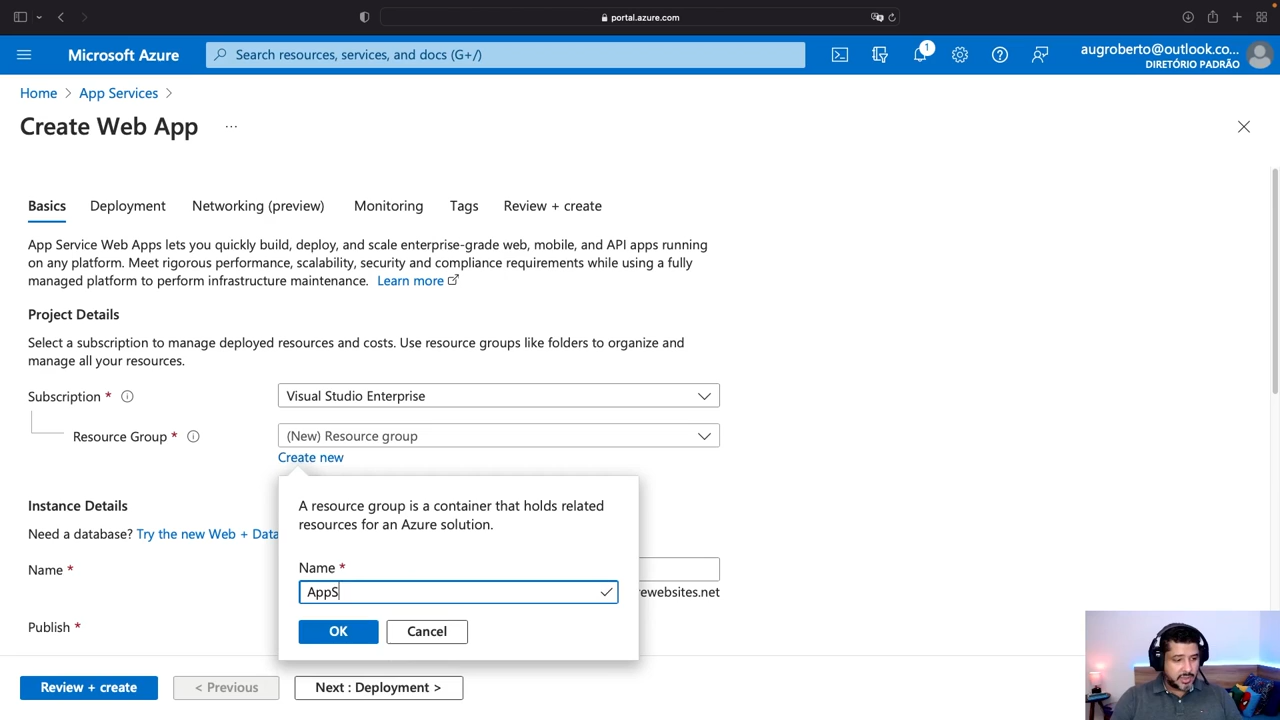 portal.azure.com
Microsoft Azure
Search resources, services, and docs (G+/)
1
augroberto@outlook.co...
DIRETÓRIO PADRÃO
Home > App Services >
Create Web App ...
Basics Deployment Networking (preview) Monitoring Tags Review + create
App Service Web Apps lets you quickly build, deploy, and scale enterprise-grade web, mobile, and API apps running
on any platform. Meet rigorous performance, scalability, security and compliance requirements while using a fully
managed platform to perform infrastructure maintenance. Learn more
Project Details
Select a subscription to manage deployed resources and costs. Use resource groups like folders to organize and
manage all your resources.
Subscription * Visual Studio Enterprise
Resource Group * (New) Resource group
Create new
A resource group is a container that holds related
resources for an Azure solution.
Name *
AppS
OK Cancel
Instance Details
Need a database? Try the new Web + Data
Name *
ewebsites.net
Publish *
Review + create < Previous Next : Deployment >